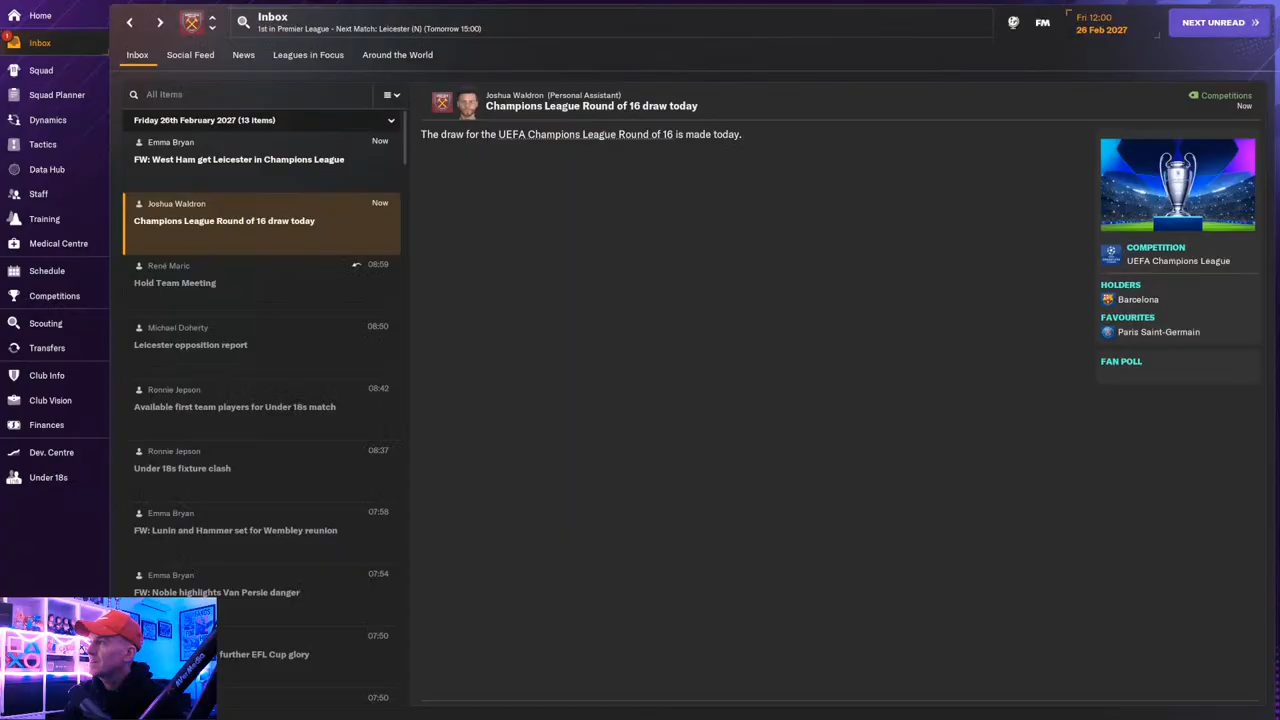 Home
1
Inbox
Squad
Squad Planner
Dynamics
Tactics
Data Hub
Staff
Training
Medical Centre
Schedule
Competitions
Scouting
Transfers
Club Info
Club Vision
Finances
Dev. Centre
Under 18s
Inbox
1st in Premier League - Next Match: Leicester (N) (Tomorrow 15:00)
FM
Fri 12:00
26 Feb 2027
NEXT UNREAD
Inbox
Social Feed
News
Leagues in Focus
Around the World
All Items
Friday 26th February 2027 (13 items)
Emma Bryan
Now
FW: West Ham get Leicester in Champions League
Joshua Waldron
Now
Champions League Round of 16 draw today
René Maric
08:59
Hold Team Meeting
Michael Doherty
08:50
Leicester opposition report
Ronnie Jepson
08:42
Available first team players for Under 18s match
Ronnie Jepson
08:37
Under 18s fixture clash
Emma Bryan
07:58
FW: Lunin and Hammer set for Wembley reunion
Emma Bryan
07:54
FW: Noble highlights Van Persie danger
07:50
further EFL Cup glory
07:50
Joshua Waldron (Personal Assistant)
Champions League Round of 16 draw today
Competitions
Now
The draw for the UEFA Champions League Round of 16 is made today.
COMPETITION
UEFA Champions League
HOLDERS
Barcelona
FAVOURITES
Paris Saint-Germain
FAN POLL